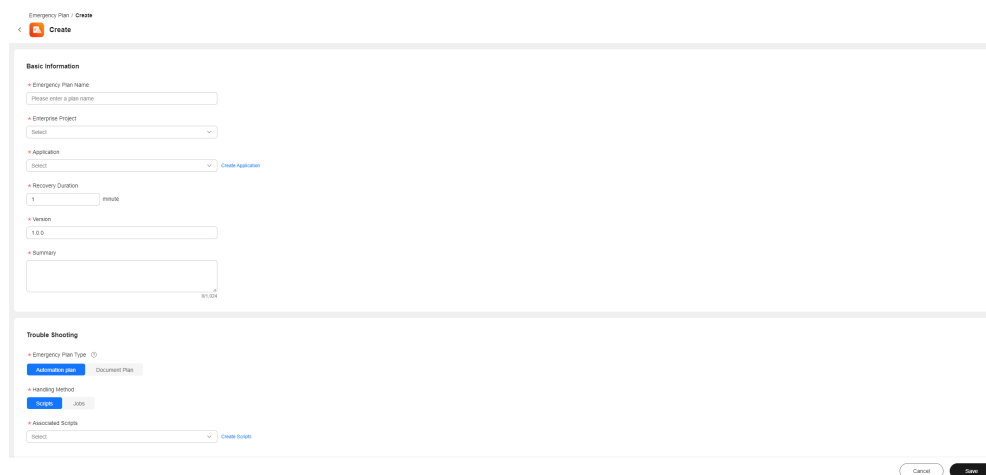 Emergency Plan / Create
Create
Basic Information
* Emergency Plan Name
Please enter a plan name
* Enterprise Project
Select
* Application
Select
Create Application
* Recovery Duration
1
minute
* Version
1.0.0
* Summary
0/1,024
Trouble Shooting
* Emergency Plan Type
Automation plan
Document Plan
* Handling Method
Scripts
Jobs
* Associated Scripts
Select
Create Scripts
Cancel
Save